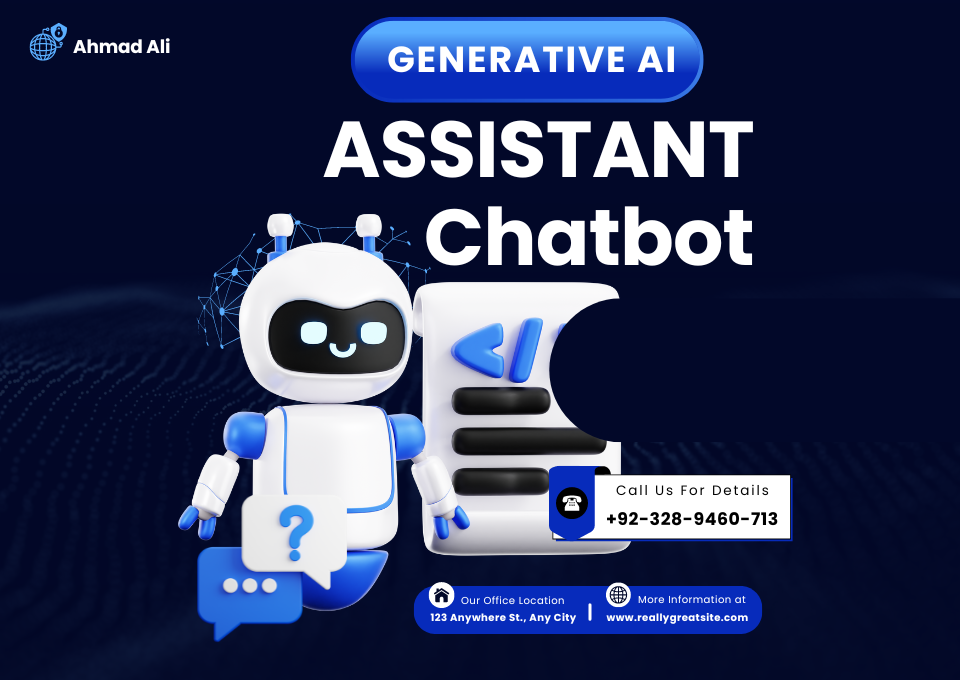 Ahmad Ali
GENERATIVE AI
ASSISTANT
Chatbot
</
?
Call Us For Details
+92-328-9460-713
Our Office Location
123 Anywhere St., Any City
More Information at
www.reallygreatsite.com